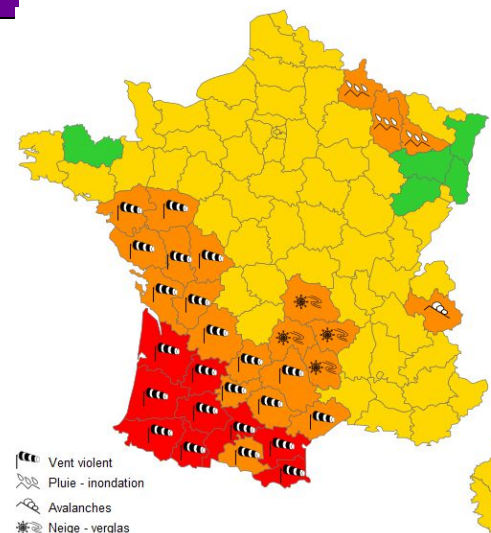 Vent violent
Pluie - inondation
Avalanches
Neige - verglas